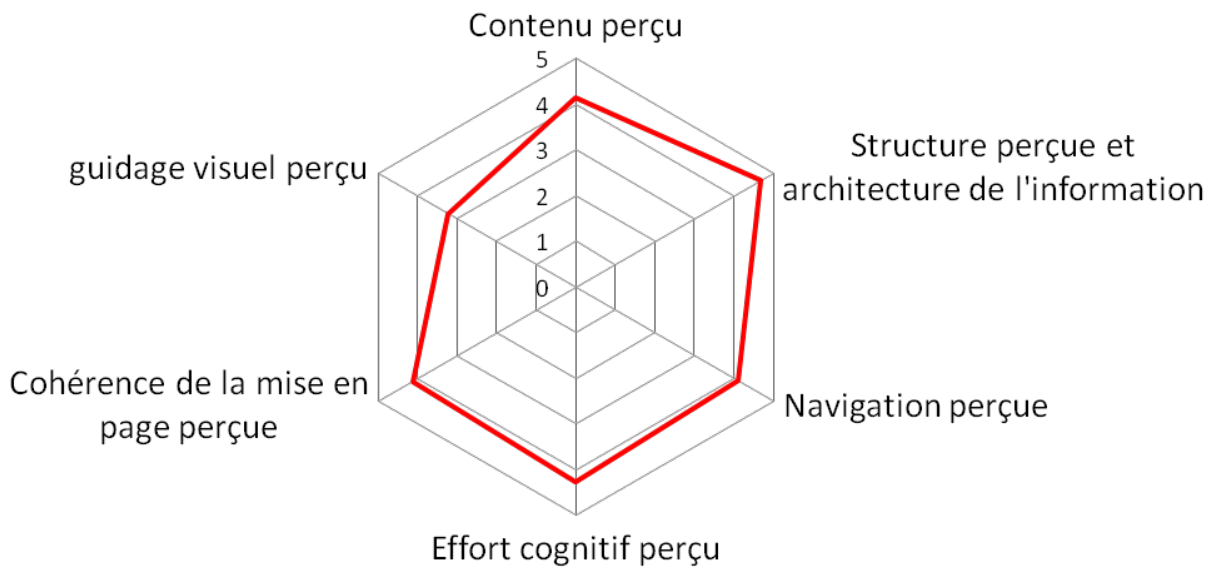 Contenu perçu
5
4
3
2
1
0
Structure perçue et
architecture de l'information
Navigation perçue
Effort cognitif perçu
Cohérence de la mise en
page perçue
guidage visuel perçu